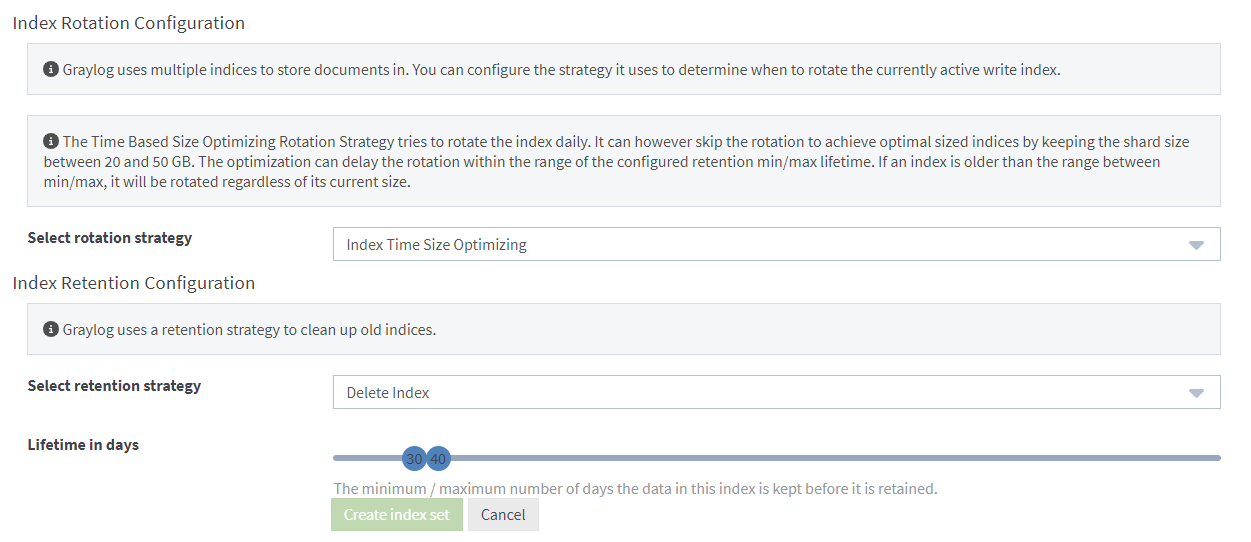 Index Rotation Configuration
Graylog uses multiple indices to store documents in. You can configure the strategy it uses to determine when to rotate the currently active write index.
The Time Based Size Optimizing Rotation Strategy tries to rotate the index daily. It can however skip the rotation to achieve optimal sized indices by keeping the shard size
between 20 and 50 GB. The optimization can delay the rotation within the range of the configured retention min/max lifetime. If an index is older than the range between
min/max, it will be rotated regardless of its current size.
Select rotation strategy
Index Time Size Optimizing
Index Retention Configuration
Graylog uses a retention strategy to clean up old indices.
Select retention strategy
Delete Index
Lifetime in days
30 40
The minimum / maximum number of days the data in this index is kept before it is retained.
Create index set Cancel